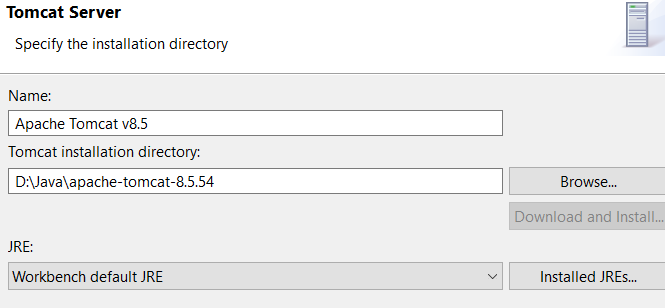 Tomcat Server
Specify the installation directory
Name:
Apache Tomcat v8.5
Tomcat installation directory:
D:\Java\apache-tomcat-8.5.54
Browse...
Download and Install...
JRE:
Workbench default JRE
Installed JREs...